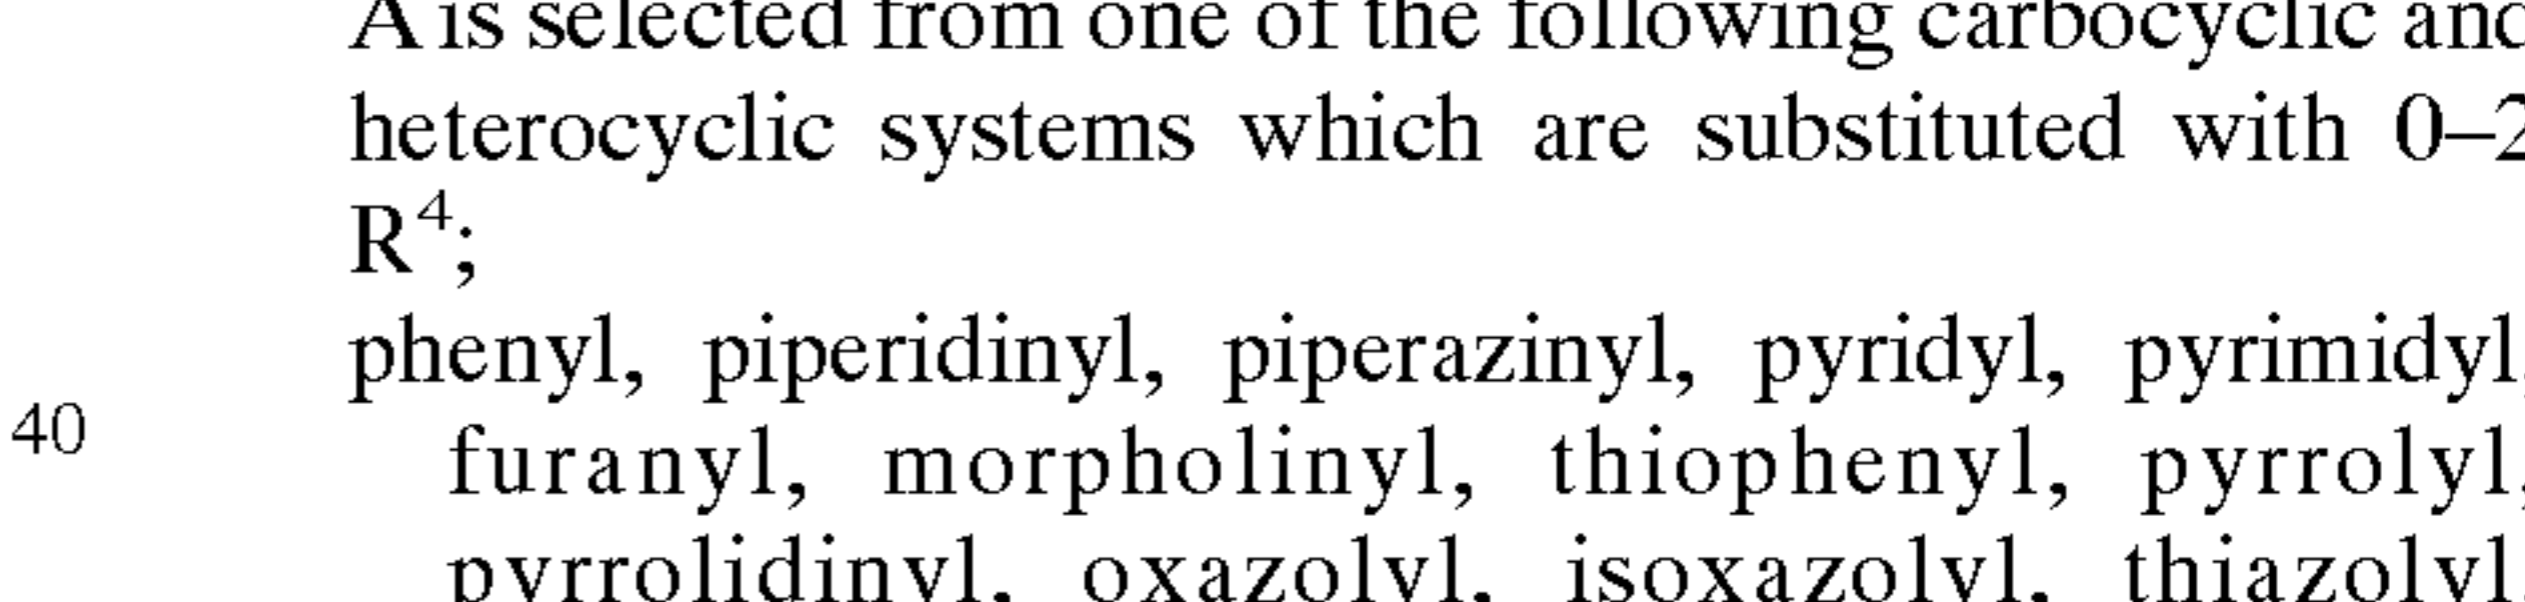 A is selected from one of the following carbocyclic and
heterocyclic systems which are substituted with 0–2
R⁴;
phenyl, piperidinyl, piperazinyl, pyridyl, pyrimidyl,
40
furanyl, morpholinyl, thiophenyl, pyrrolyl,
pyrrolidinyl, oxazolyl, isoxazolyl, thiazolyl,